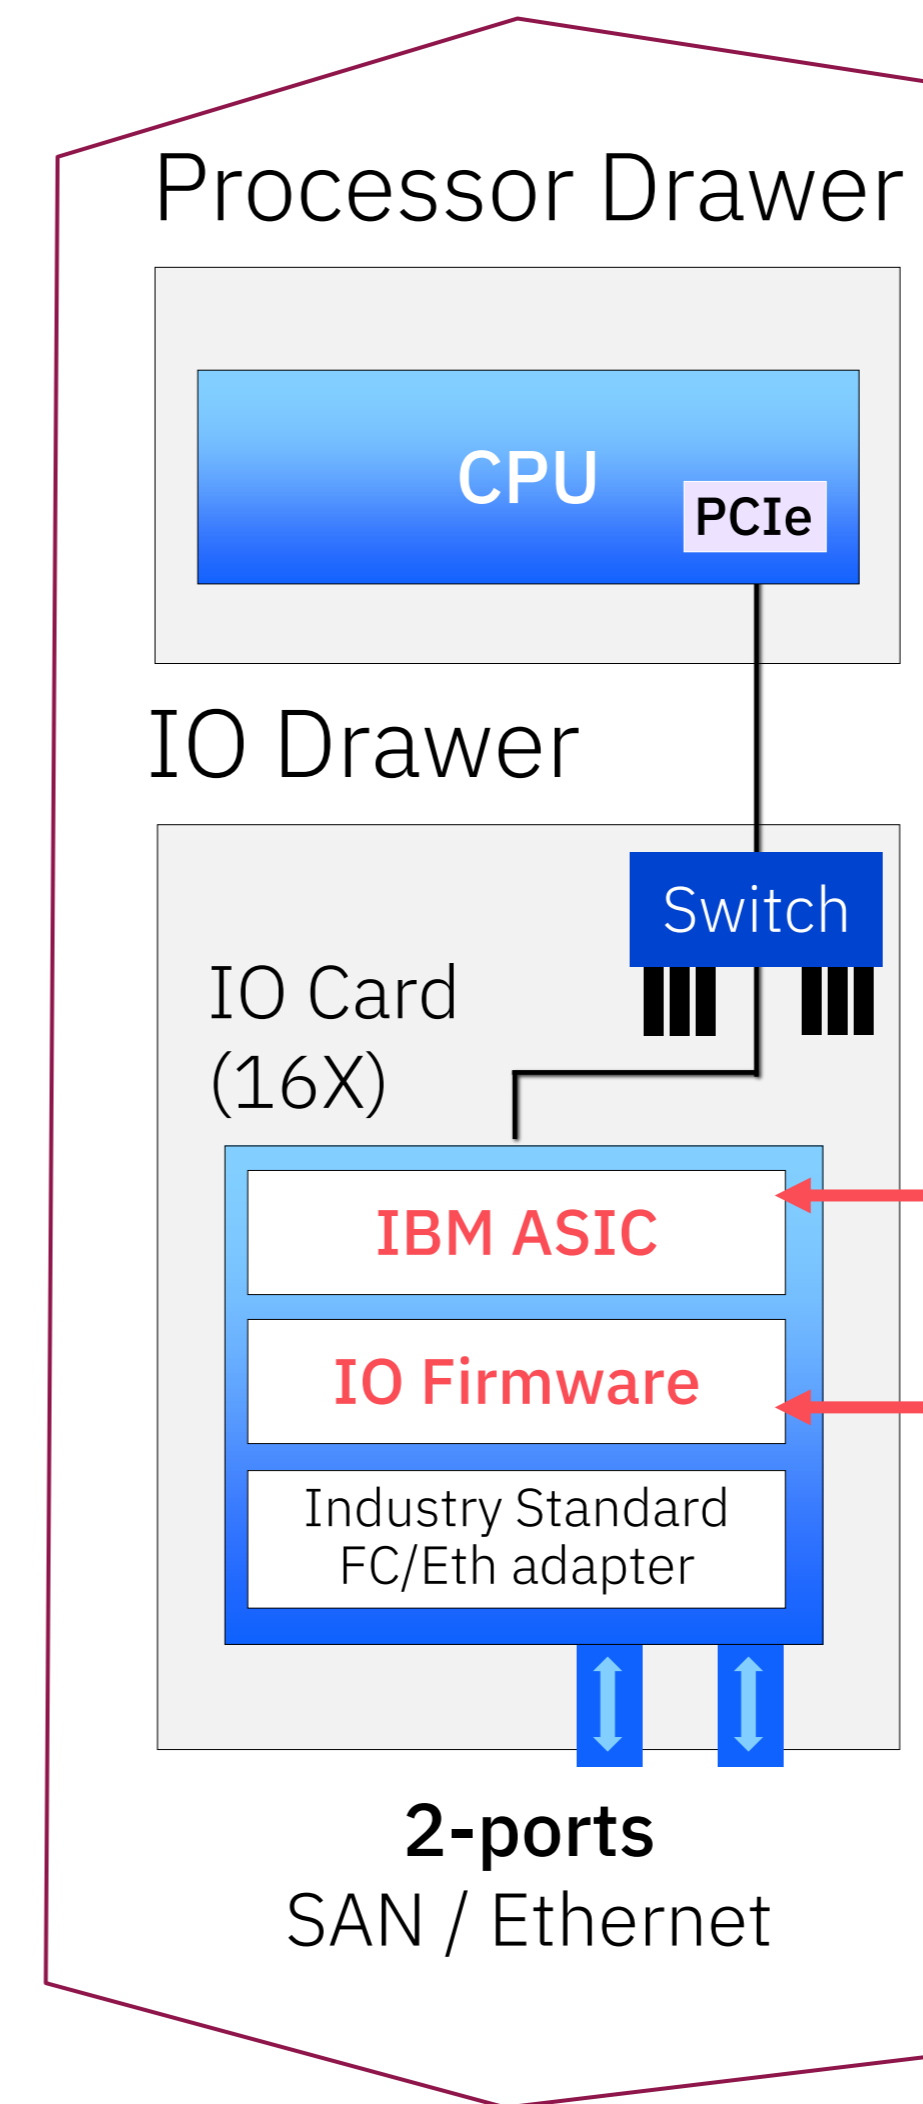 Processor Drawer
CPU
PCIe
IO Drawer
Switch
IO Card
(16X)
IBM ASIC
IO Firmware
Industry Standard
FC/Eth adapter
2-ports
SAN / Ethernet